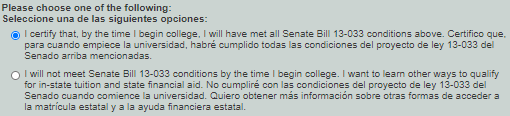 Please choose one of the following:
Seleccione una de las siguientes opciones:
I certify that, by the time I begin college, I will have met all Senate Bill 13-033 conditions above. Certifico que,
para cuando empiece la universidad, habré cumplido todas las condiciones del proyecto de ley 13-033 del
Senado arriba mencionadas.
I will not meet Senate Bill 13-033 conditions by the time I begin college. I want to learn other ways to qualify
for in-state tuition and state financial aid. No cumpliré con las condiciones del proyecto de ley 13-033 del
Senado cuando comience la universidad. Quiero obtener más información sobre otras formas de acceder a
la matrícula estatal y a la ayuda financiera estatal.